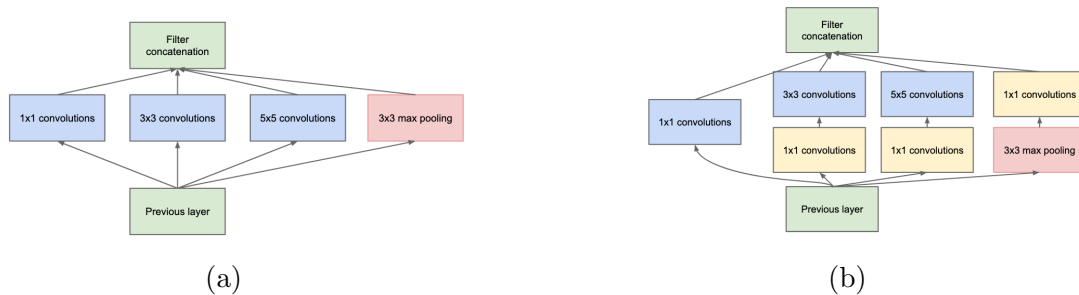 Filter
concatenation
1x1 convolutions
3x3 convolutions
5x5 convolutions
3x3 max pooling
Previous layer
(a)
Filter
concatenation
1x1 convolutions
3x3 convolutions
5x5 convolutions
1x1 convolutions
1x1 convolutions
1x1 convolutions
3x3 max pooling
Previous layer
(b)